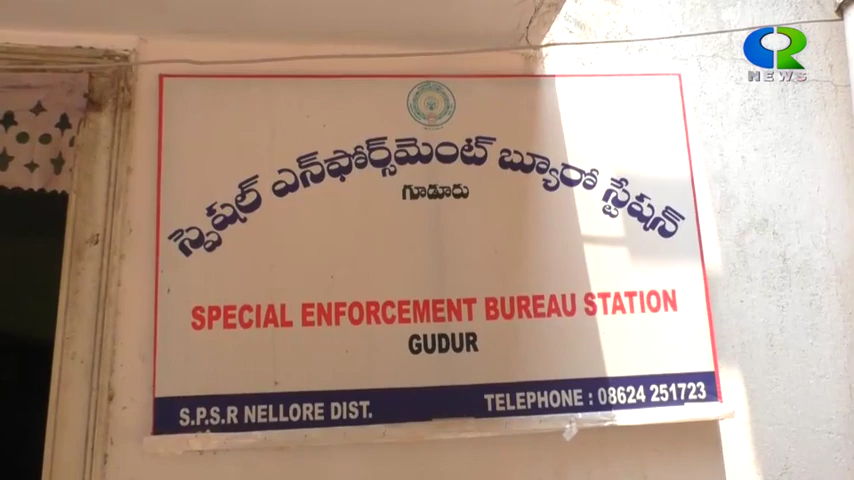 CR
NEWS
స్పెషల్ ఎన్‌ఫోర్స్‌మెంట్ బ్యూరో స్టేషన్
గూడూరు
SPECIAL ENFORCEMENT BUREAU STATION
GUDUR
S.P.S.R NELLORE DIST.
TELEPHONE : 08624 251723